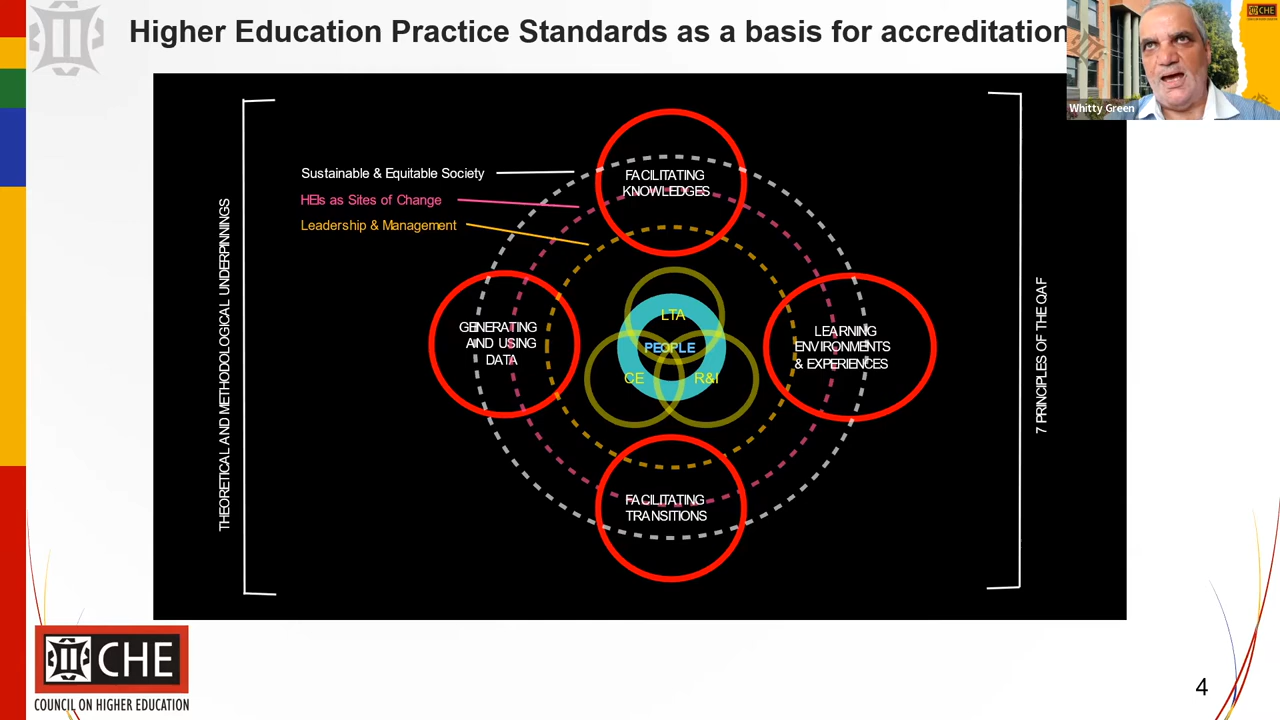 Higher Education Practice Standards as a basis for accreditation
CHE
Whitty Green
Sustainable & Equitable Society
HEIs as Sites of Change
Leadership & Management
FACILITATING
KNOWLEDGES
THEORETICAL AND METHODOLOGICAL UNDERPINNINGS
GENERATING
AND USING
DATA
LTA
PEOPLE
CE
R&I
LEARNING
ENVIRONMENTS
& EXPERIENCES
7 PRINCIPLES OF THE QAF
FACILITATING
TRANSITIONS
CHE
COUNCIL ON HIGHER EDUCATION
4